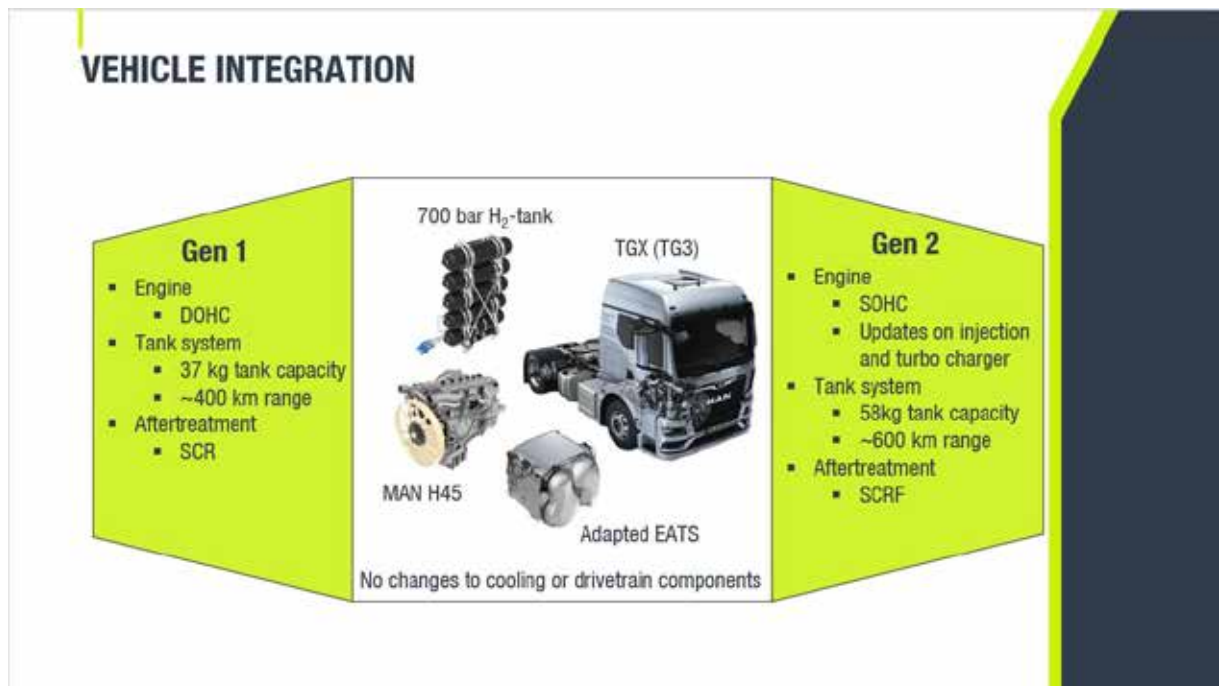 VEHICLE INTEGRATION
Gen 1
▪ Engine
▪ DOHC
▪ Tank system
▪ 37 kg tank capacity
▪ ~400 km range
▪ Aftertreatment
▪ SCR
700 bar H₂-tank
TGX (TG3)
MAN
MAN H45
Adapted EATS
No changes to cooling or drivetrain components
Gen 2
▪ Engine
▪ SOHC
▪ Updates on injection
and turbo charger
▪ Tank system
▪ 58kg tank capacity
▪ ~600 km range
▪ Aftertreatment
▪ SCRF